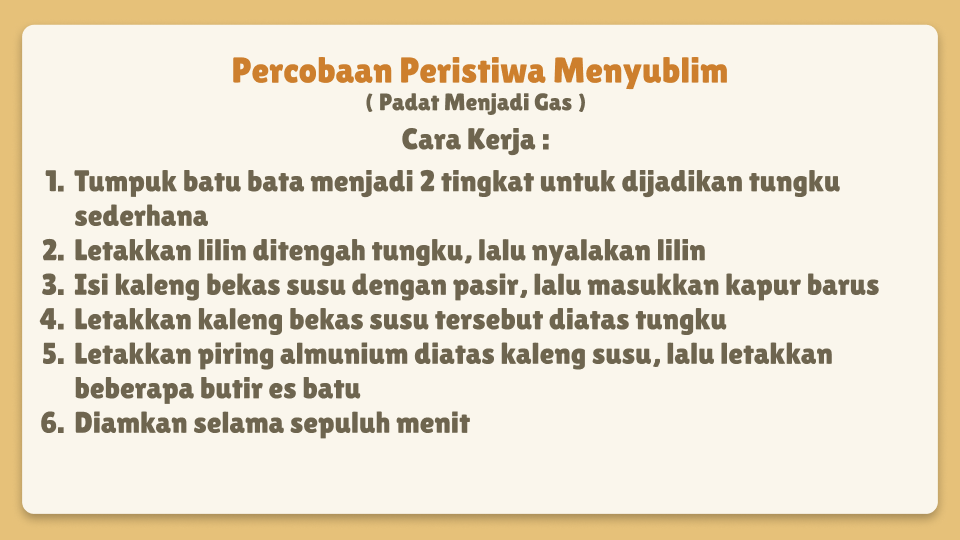 Percobaan Peristiwa Menyublim
( Padat Menjadi Gas )
Cara Kerja :
1. Tumpuk batu bata menjadi 2 tingkat untuk dijadikan tungku
sederhana
2. Letakkan lilin ditengah tungku, lalu nyalakan lilin
3. Isi kaleng bekas susu dengan pasir, lalu masukkan kapur barus
4. Letakkan kaleng bekas susu tersebut diatas tungku
5. Letakkan piring almunium diatas kaleng susu, lalu letakkan
beberapa butir es batu
6. Diamkan selama sepuluh menit